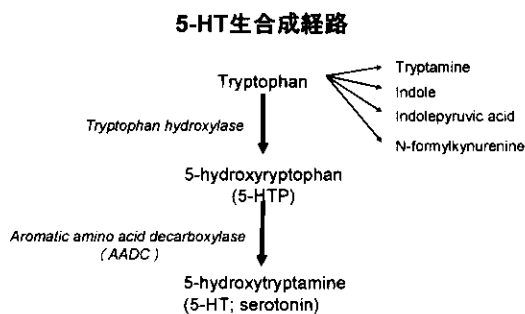 5-HT生合成経路
Tryptophan
Tryptamine
Indole
Indolepyruvic acid
N-formylkynurenine
Tryptophan hydroxylase
5-hydroxyryptophan
(5-HTP)
Aromatic amino acid decarboxylase
( AADC )
5-hydroxytryptamine
(5-HT; serotonin)